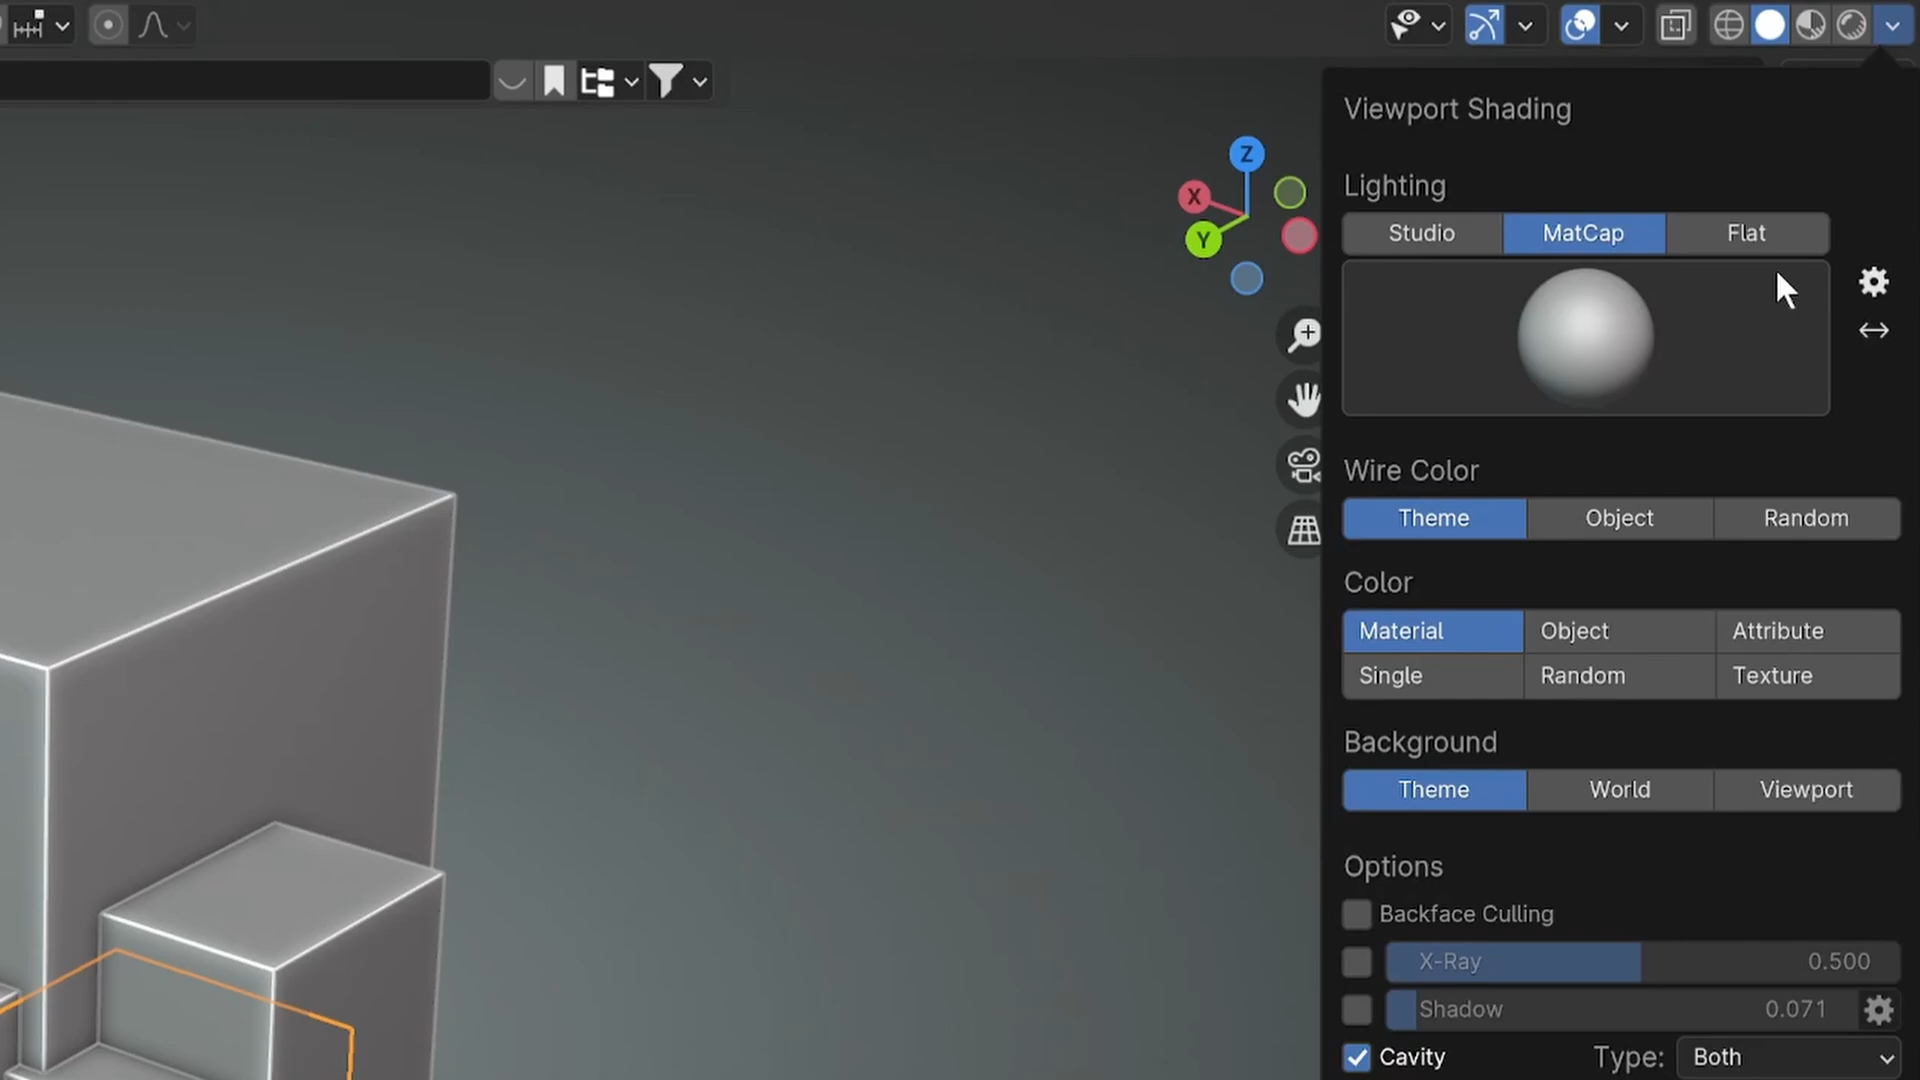 Viewport Shading
Z
X
Y
Lighting
Studio MatCap Flat
Wire Color
Theme Object Random
Color
Material Object Attribute
Single Random Texture
Background
Theme World Viewport
Options
Backface Culling
X-Ray 0.500
Shadow 0.071
Cavity Type: Both